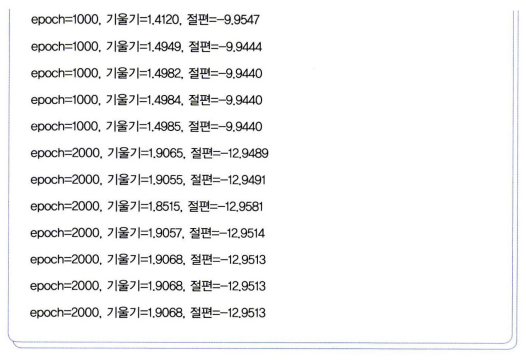 epoch=1000, 기울기=1.4120, 절편=-9.9547
epoch=1000, 기울기=1.4949, 절편=-9.9444
epoch=1000, 기울기=1.4982, 절편=-9.9440
epoch=1000, 기울기=1.4984, 절편=-9.9440
epoch=1000, 기울기=1.4985, 절편=-9.9440
epoch=2000, 기울기=1.9065, 절편=-12.9489
epoch=2000, 기울기=1.9055, 절편=-12.9491
epoch=2000, 기울기=1.8515, 절편=-12.9581
epoch=2000, 기울기=1.9057, 절편=-12.9514
epoch=2000, 기울기=1.9068, 절편=-12.9513
epoch=2000, 기울기=1.9068, 절편=-12.9513
epoch=2000, 기울기=1.9068, 절편=-12.9513